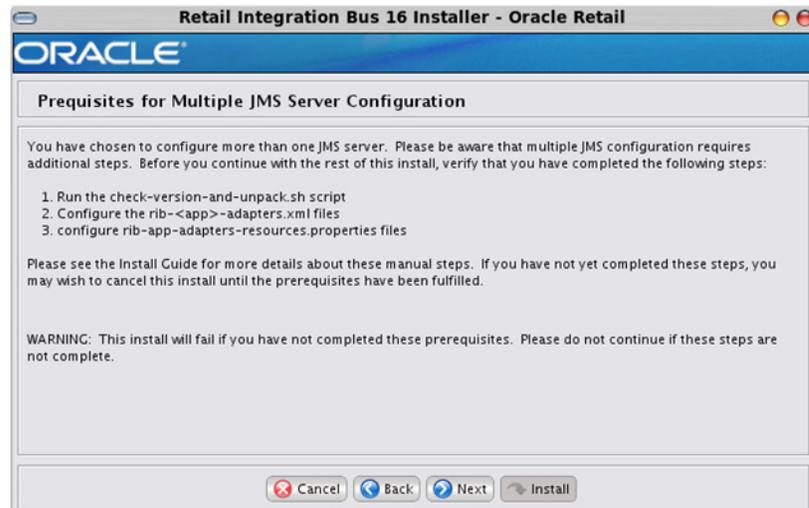 Retail Integration Bus 16 Installer - Oracle Retail
ORACLE
Prequisites for Multiple JMS Server Configuration
You have chosen to configure more than one JMS server. Please be aware that multiple JMS configuration requires
additional steps. Before you continue with the rest of this install, verify that you have completed the following steps:
1. Run the check-version-and-unpack.sh script
2. Configure the rib-<app>-adapters.xml files
3. configure rib-app-adapters-resources.properties files
Please see the Install Guide for more details about these manual steps. If you have not yet completed these steps, you
may wish to cancel this install until the prerequisites have been fulfilled.
WARNING: This install will fail if you have not completed these prerequisites. Please do not continue if these steps are
not complete.
Cancel Back Next Install